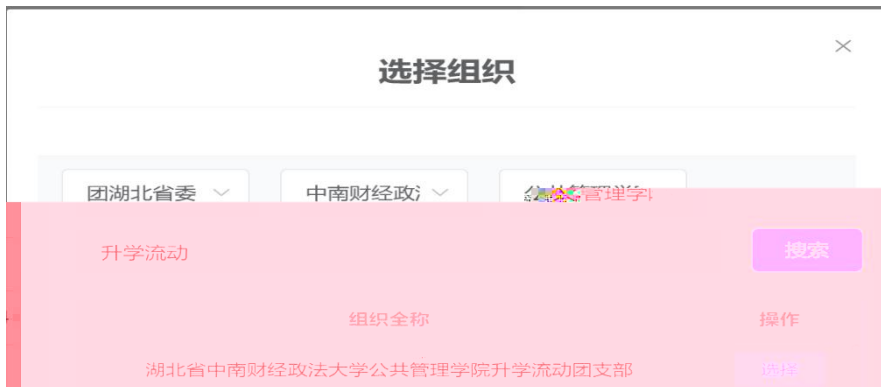 选择组织
团湖北省委 中南财经政 公共管理学
升学流动 搜索
组织全称 操作
湖北省中南财经政法大学公共管理学院升学流动团支部 选择